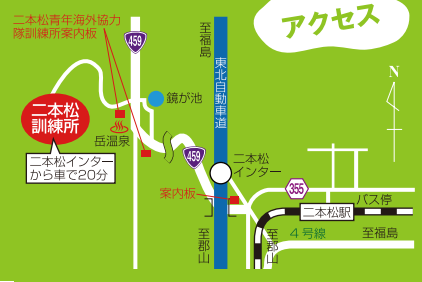 アクセス
二本松青年海外協力
隊訓練所案内板
459
至福島
東北自動車道
N
鏡が池
二本松
訓練所
岳温泉
二本松インター
から車で20分
459
二本松
インター
案内板
355
バス停
二本松駅
至郡山
至郡山
4号線
至福島